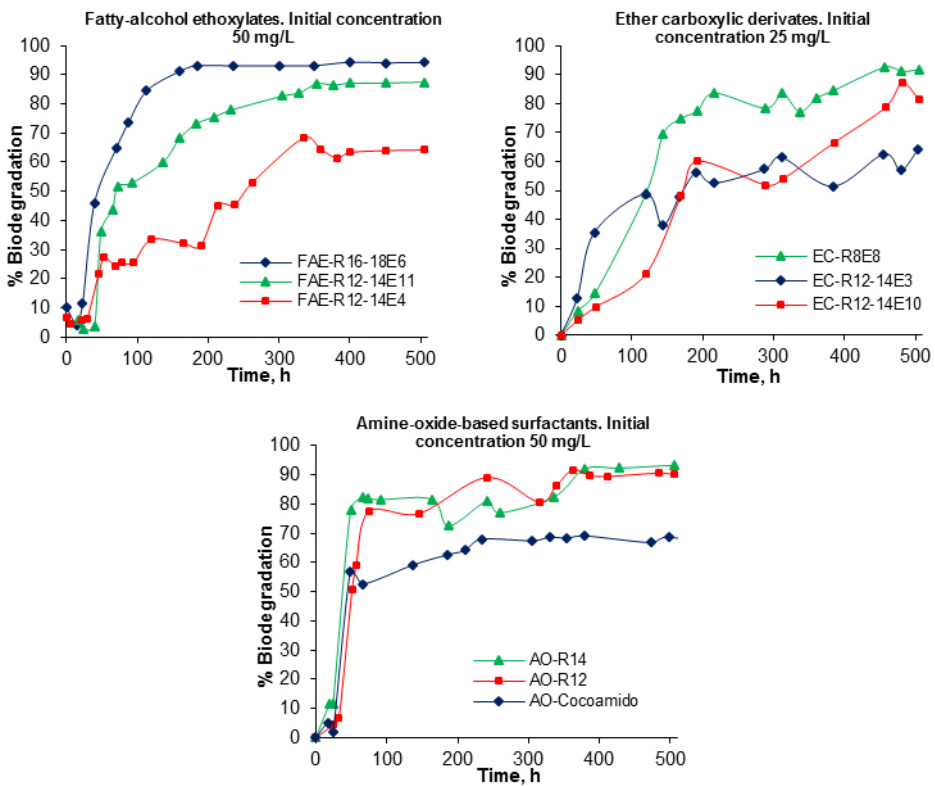 Fatty-alcohol ethoxylates. Initial concentration
50 mg/L
% Biodegradation
100
90
80
70
60
50
40
30
20
10
0
FAE-R16-18E6
FAE-R12-14E11
FAE-R12-14E4
0 100 200 300 400 500
Time, h
Ether carboxylic derivates. Initial
concentration 25 mg/L
% Biodegradation
100
90
80
70
60
50
40
30
20
10
0
EC-R8E8
EC-R12-14E3
EC-R12-14E10
0 100 200 300 400 500
Time, h
Amine-oxide-based surfactants. Initial
concentration 50 mg/L
% Biodegradation
100
90
80
70
60
50
40
30
20
10
0
AO-R14
AO-R12
AO-Cocoamido
0 100 200 300 400 500
Time, h